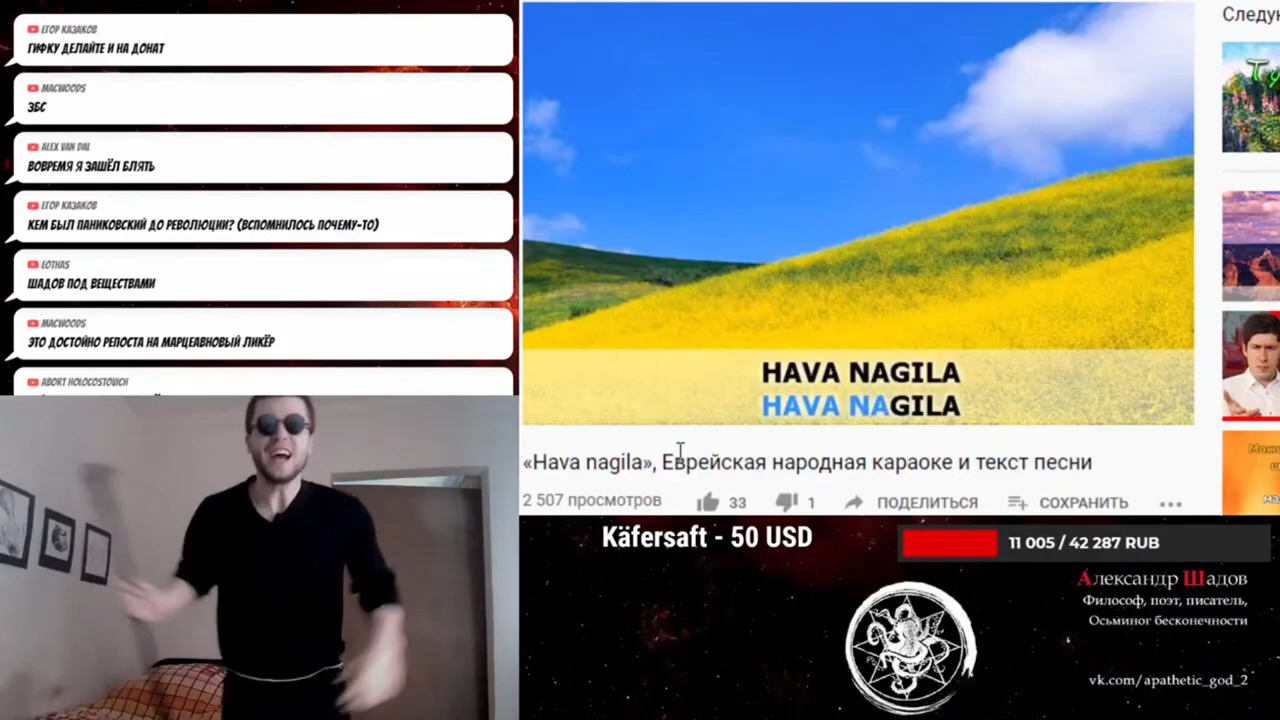 ЕГОР КАЗАКОВ
ГИФКУ ДЕЛАЙТЕ И НА ДОНАТ
MACWOODS
ЗБС
ALEX VAN DAL
ВОВРЕМЯ Я ЗАШЁЛ БЛЯТЬ
ЕГОР КАЗАКОВ
КЕМ БЫЛ ПАНИКОВСКИЙ ДО РЕВОЛЮЦИИ? (ВСПОМНИЛОСЬ ПОЧЕМУ-ТО)
EOTHAS
ШАДОВ ПОД ВЕЩЕСТВАМИ
MACWOODS
ЭТО ДОСТОЙНО РЕПОСТА НА МАРЦЕАВНОВЫЙ ЛИКЁР
ABORT HOLOCOSTOVICH
Следую
HAVA NAGILA
HAVA NAGILA
«Hava nagila», Еврейская народная караоке и текст песни
2 507 просмотров
33
1
ПОДЕЛИТЬСЯ
СОХРАНИТЬ
Käfersaft - 50 USD
11 005 / 42 287 RUB
Александр Шадов
Философ, поэт, писатель,
Осьминог бесконечности
vk.com/apathetic_god_2